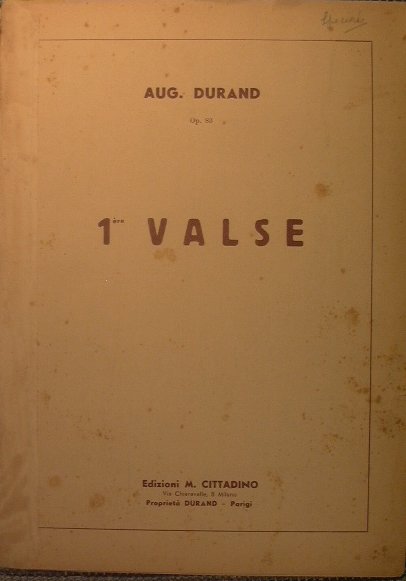 AUG. DURAND
Op. 83
1ère VALSE
Edizioni M. CITTADINO
Via Chiaravalle, 8 Milano
Proprietà DURAND - Parigi